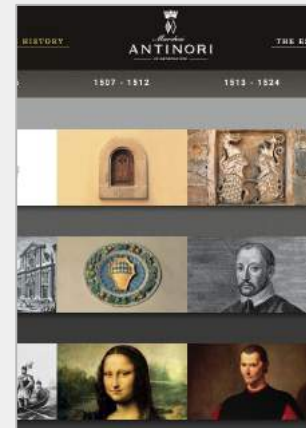 HISTORY
Marchesi
ANTINORI
THE E
1507 - 1512
1513 - 1524